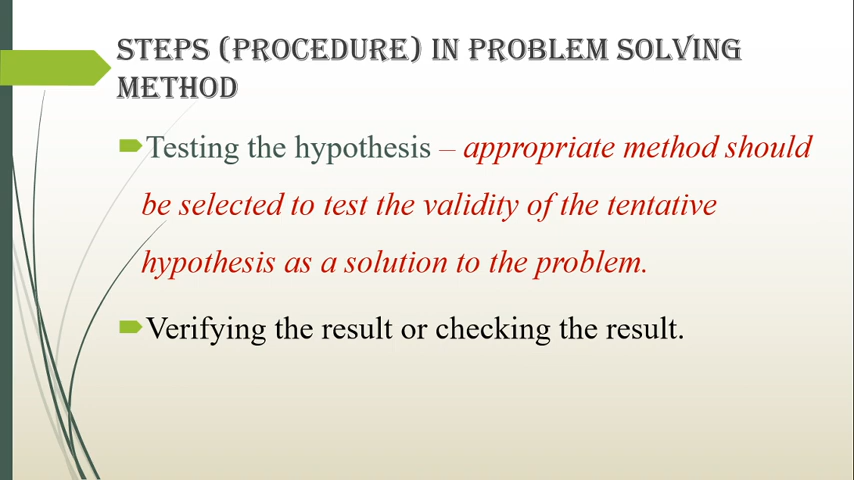 STEPS (PROCEDURE) IN PROBLEM SOLVING
METHOD
Testing the hypothesis – appropriate method should
be selected to test the validity of the tentative
hypothesis as a solution to the problem.
Verifying the result or checking the result.